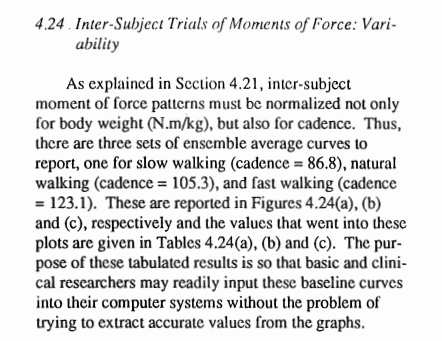 4.24 . Inter-Subject Trials of Moments of Force: Vari-
ability
As explained in Section 4.21, inter-subject
moment of force patterns must be normalized not only
for body weight (N.m/kg), but also for cadence. Thus,
there are three sets of ensemble average curves to
report, one for slow walking (cadence = 86.8), natural
walking (cadence = 105.3), and fast walking (cadence
= 123.1). These are reported in Figures 4.24(a), (b)
and (c), respectively and the values that went into these
plots are given in Tables 4.24(a), (b) and (c). The pur-
pose of these tabulated results is so that basic and clini-
cal researchers may readily input these baseline curves
into their computer systems without the problem of
trying to extract accurate values from the graphs.